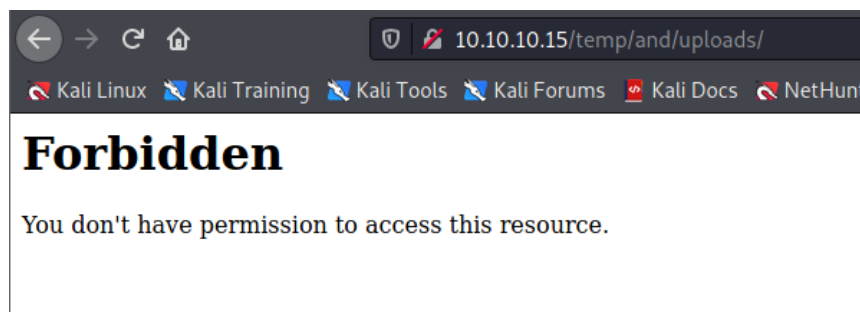 10.10.10.15/temp/and/uploads/
Kali Linux Kali Training Kali Tools Kali Forums Kali Docs NetHun
Forbidden
You don't have permission to access this resource.